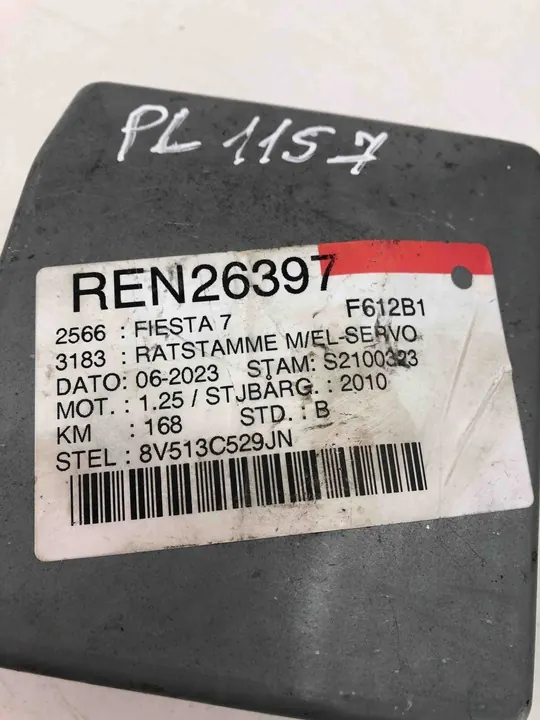 PL 1157
REN26397
2566 : FIESTA 7 F612B1
3183 : RATSTAMME M/EL-SERVO
DATO: 06-2023 STAM: S2100323
MOT. : 1.25 / STJBÅRG. : 2010
KM : 168 STD. : B
STEL : 8V513C529JN